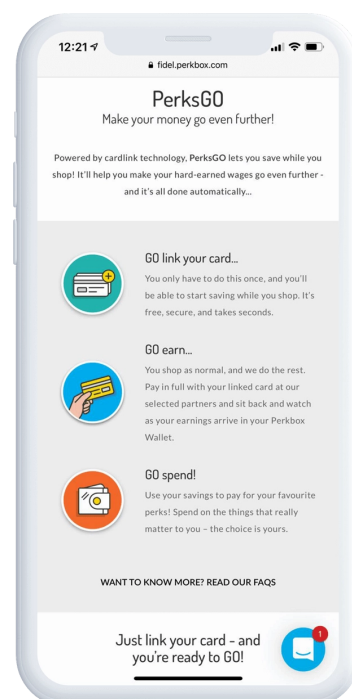 12:21
fidel.perkbox.com
PerksGO
Make your money go even further!
Powered by cardlink technology, PerksGO lets you save while you
shop! It'll help you make your hard-earned wages go even further -
and it's all done automatically...
GO link your card...
You only have to do this once, and you'll
be able to start saving while you shop. It's
free, secure, and takes seconds.
GO earn...
You shop as normal, and we do the rest.
Pay in full with your linked card at our
selected partners and sit back and watch
as your earnings arrive in your Perkbox
Wallet.
GO spend!
Use your savings to pay for your favourite
perks! Spend on the things that really
matter to you – the choice is yours.
WANT TO KNOW MORE? READ OUR FAQS
Just link your card - and
you're ready to GO!
1